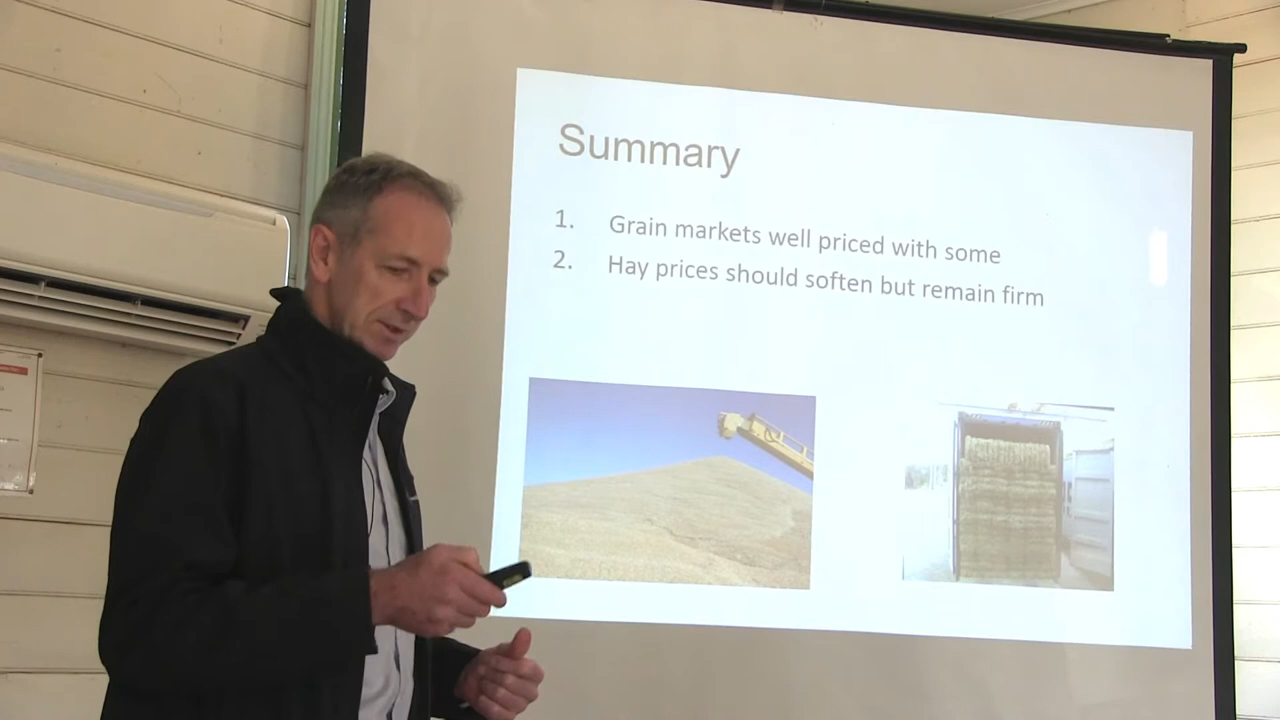 Summary
1. Grain markets well priced with some
2. Hay prices should soften but remain firm